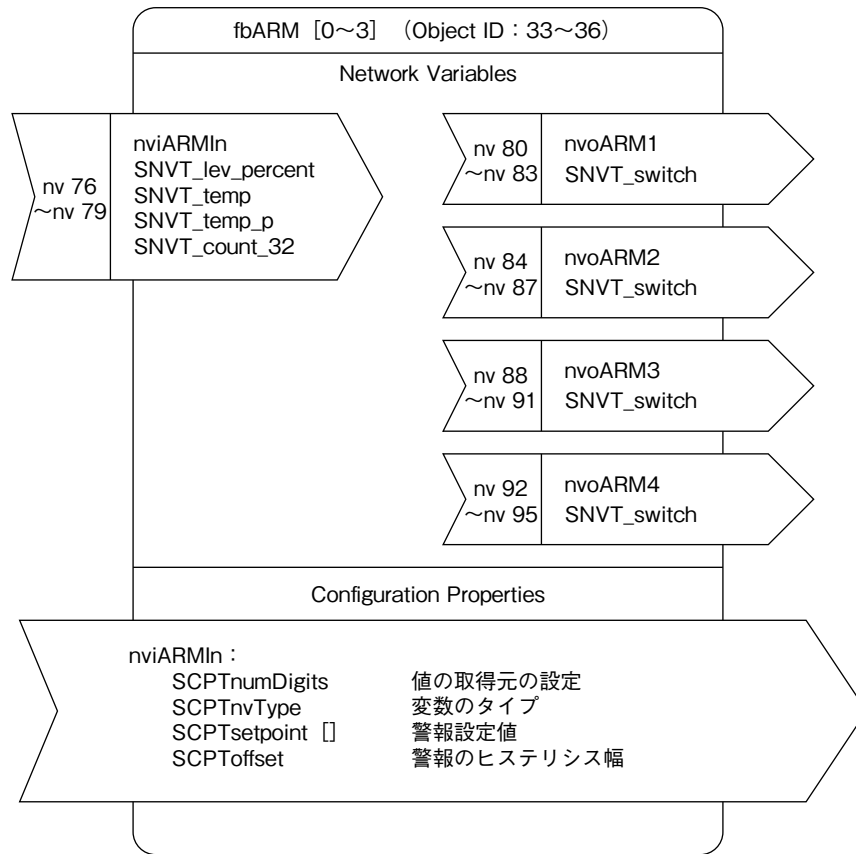 fbARM［0〜3］（Object ID：33〜36）
Network Variables
nv 76
〜nv 79
nviARMIn
SNVT_lev_percent
SNVT_temp
SNVT_temp_p
SNVT_count_32
nv 80
〜nv 83
nvoARM1
SNVT_switch
nv 84
〜nv 87
nvoARM2
SNVT_switch
nv 88
〜nv 91
nvoARM3
SNVT_switch
nv 92
〜nv 95
nvoARM4
SNVT_switch
Configuration Properties
nviARMIn：
SCPTnumDigits 値の取得元の設定
SCPTnvType 変数のタイプ
SCPTsetpoint［］ 警報設定値
SCPToffset 警報のヒステリシス幅